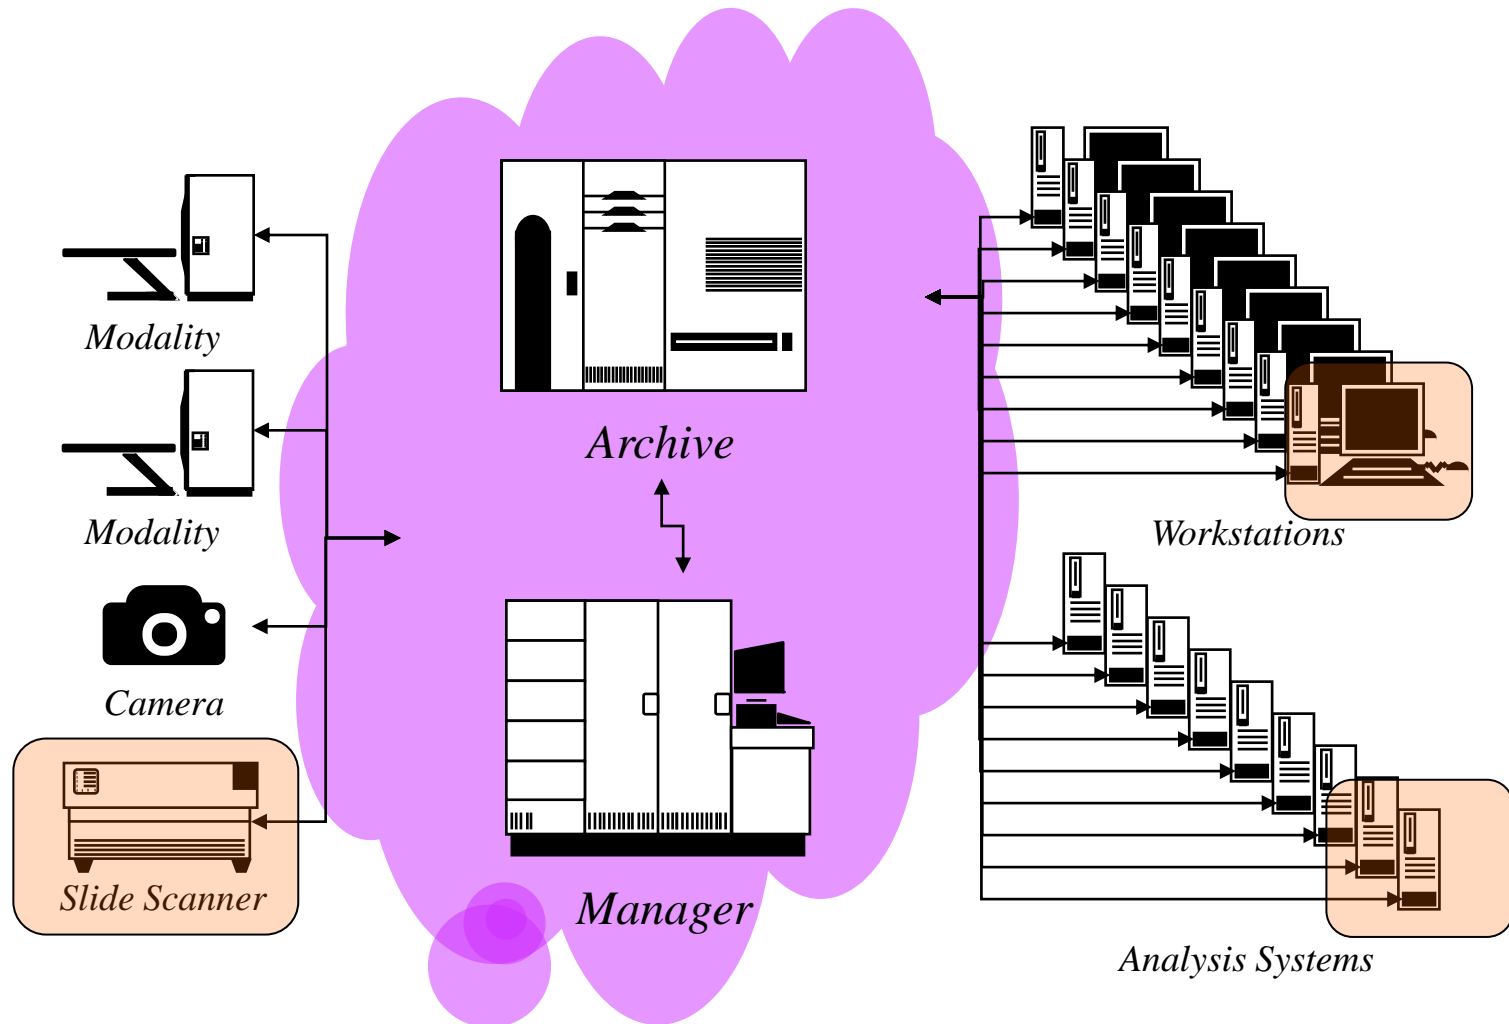 Modality
Modality
Camera
Slide Scanner
Archive
Manager
Workstations
Analysis Systems